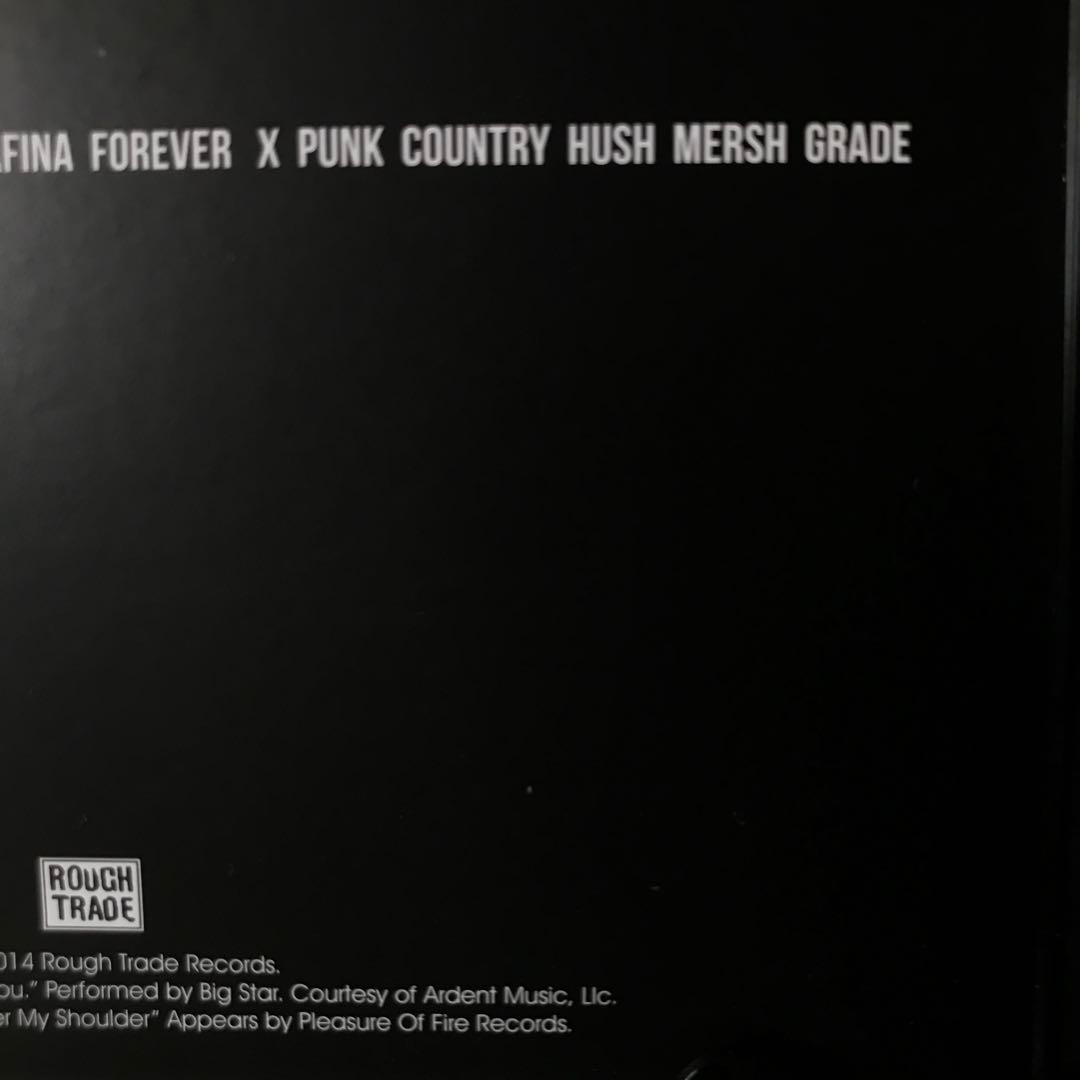 FINA FOREVER X PUNK COUNTRY HUSH MERSH GRADE
ROUGH
TRADE
014 Rough Trade Records.
ou." Performed by Big Star. Courtesy of Ardent Music, Llc.
er My Shoulder" Appears by Pleasure Of Fire Records.